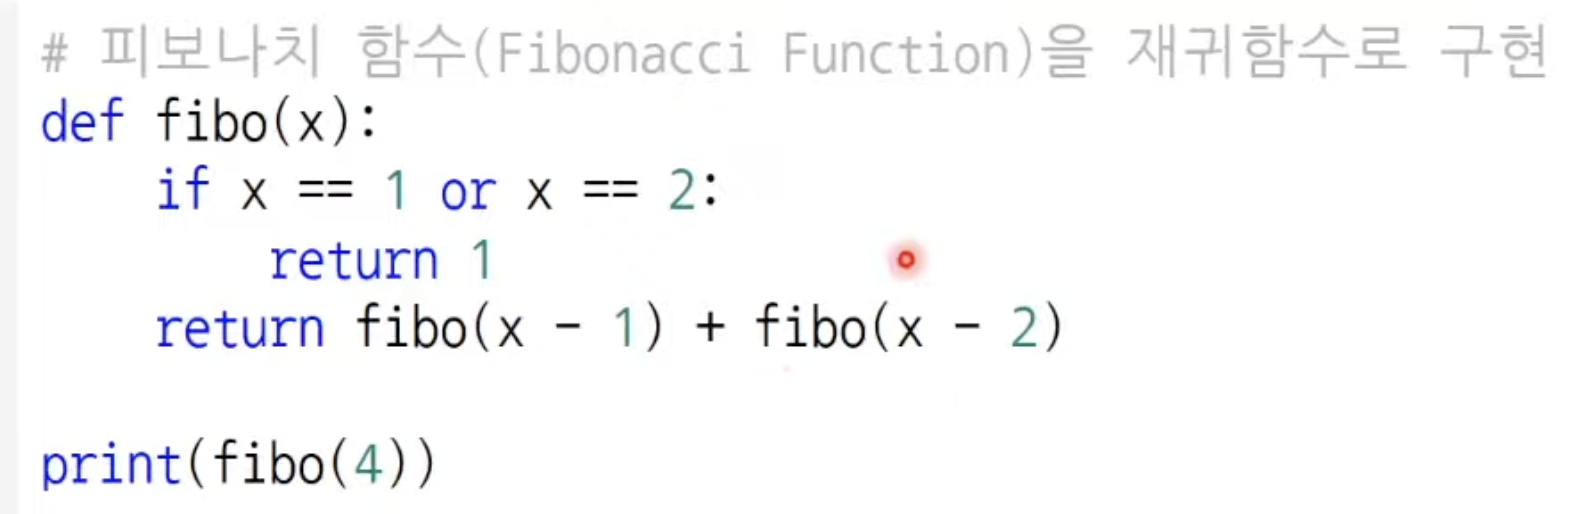 # 피보나치 함수(Fibonacci Function)을 재귀함수로 구현
def fibo(x):
    if x == 1 or x == 2:
        return 1
    return fibo(x - 1) + fibo(x - 2)

print(fibo(4))